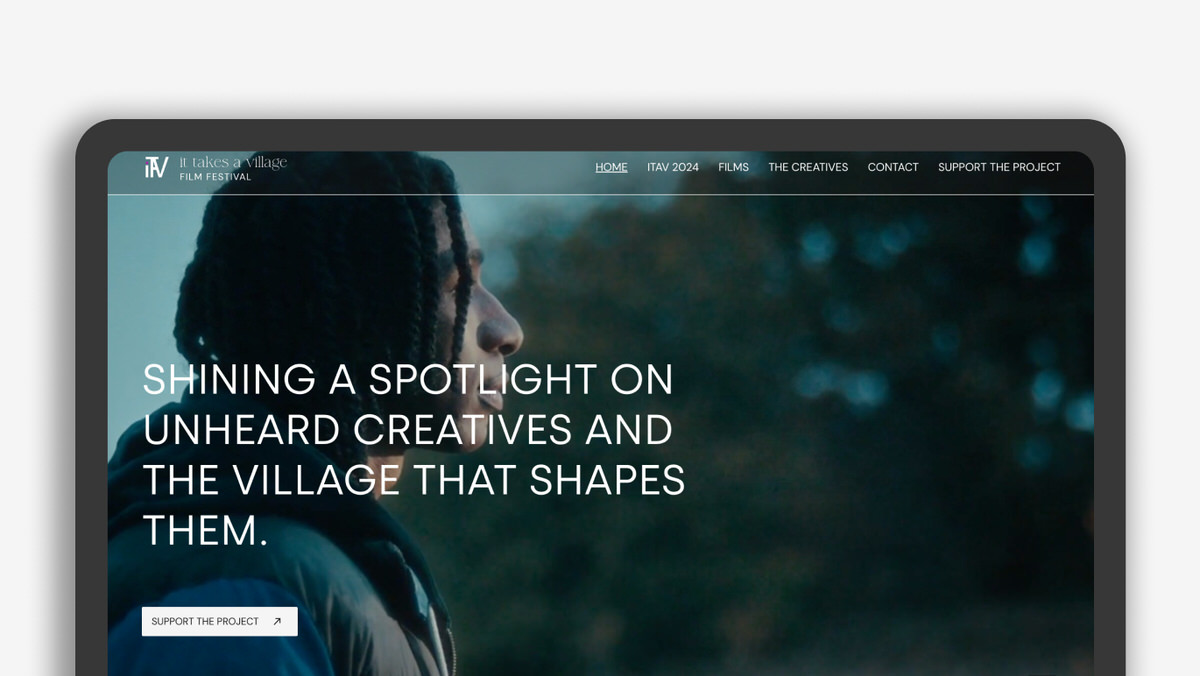 iTV it takes a village
FILM FESTIVAL
HOME ITAV 2024 FILMS THE CREATIVES CONTACT SUPPORT THE PROJECT
SHINING A SPOTLIGHT ON
UNHEARD CREATIVES AND
THE VILLAGE THAT SHAPES
THEM.
SUPPORT THE PROJECT